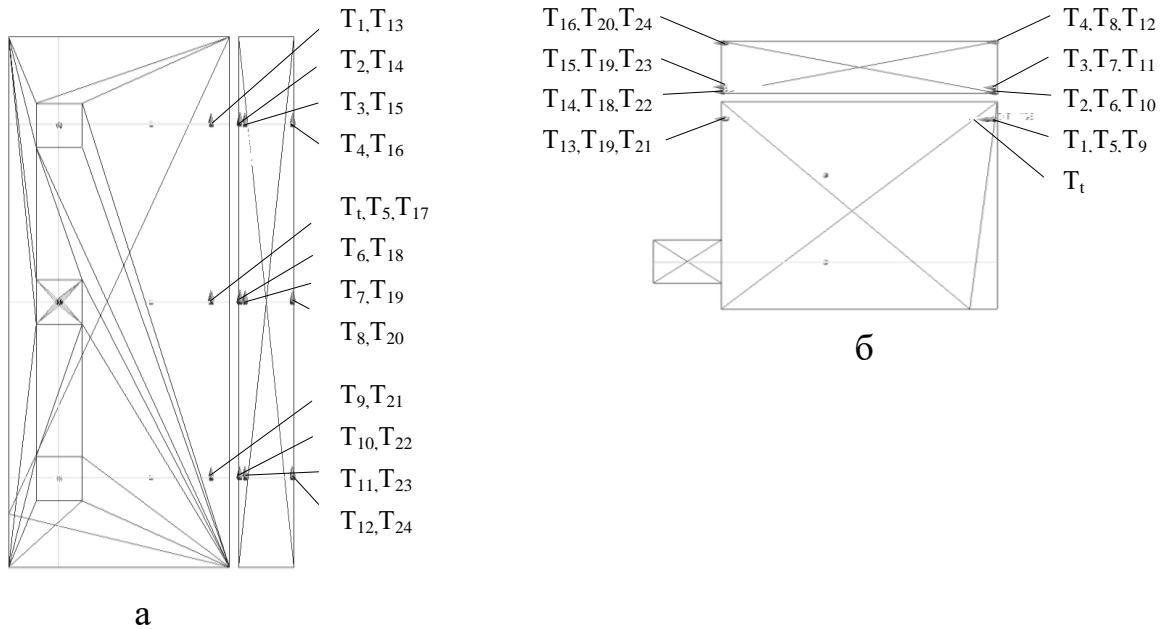 T1,T13
T2,T14
T3,T15
T4,T16
Tt,T5,T17
T6,T18
T7,T19
T8,T20
T9,T21
T10,T22
T11,T23
T12,T24
а
T16,T20,T24
T15,T19,T23
T14,T18,T22
T13,T19,T21
T4,T8,T12
T3,T7,T11
T2,T6,T10
T1,T5,T9
Tt
б